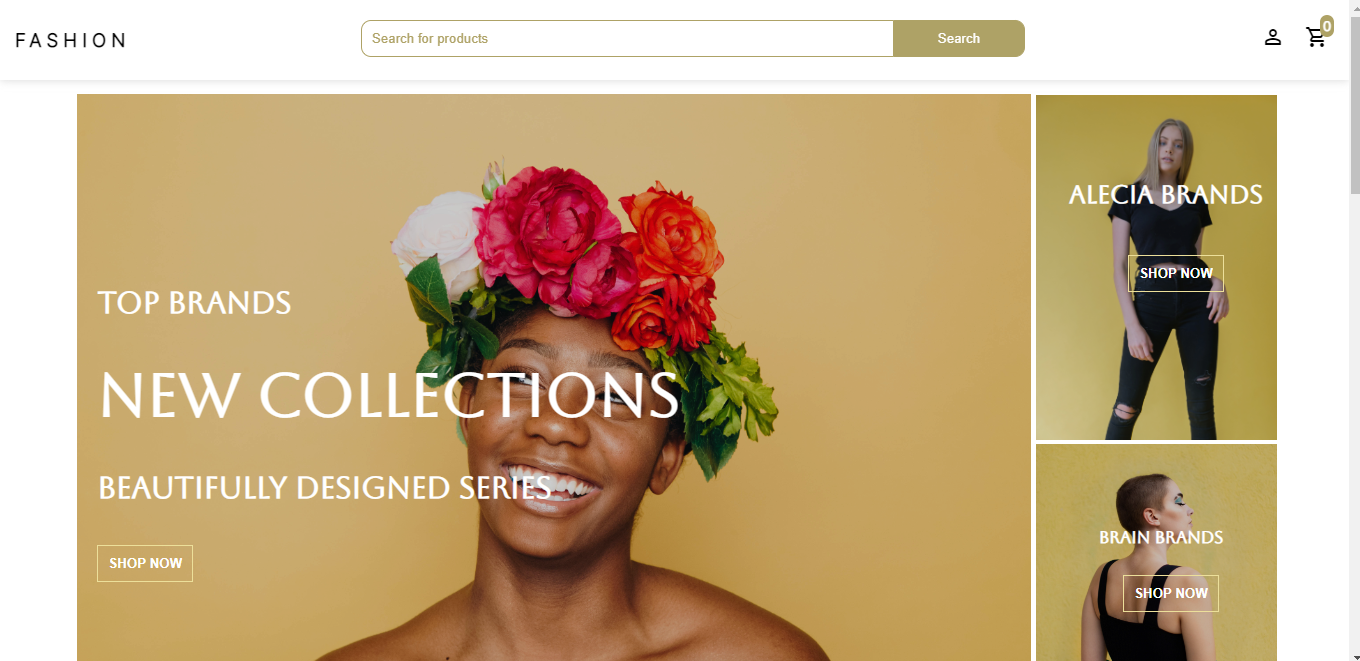 FASHION
Search for products
Search
0
TOP BRANDS
NEW COLLECTIONS
BEAUTIFULLY DESIGNED SERIES
SHOP NOW
ALECIA BRANDS
SHOP NOW
BRAIN BRANDS
SHOP NOW